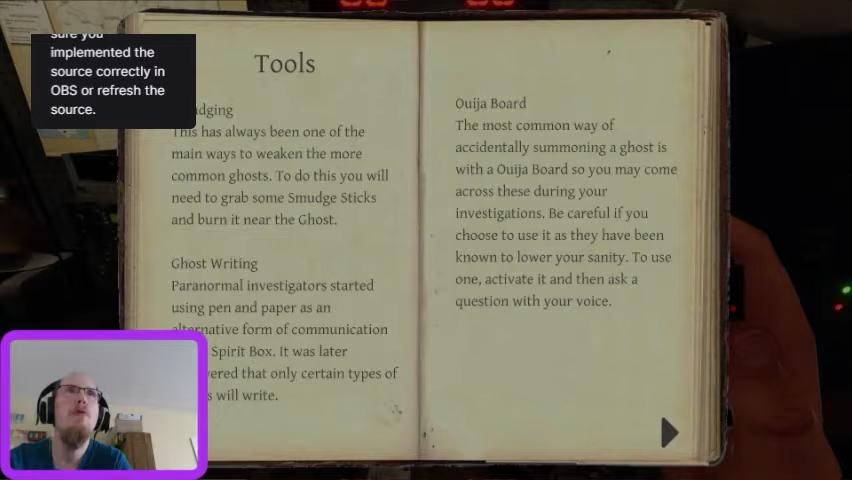 sure you
implemented the
source correctly in
OBS or refresh the
source.
Tools
dging
This has always been one of the
main ways to weaken the more
common ghosts. To do this you will
need to grab some Smudge Sticks
and burn it near the Ghost.
Ghost Writing
Paranormal investigators started
using pen and paper as an
alternative form of communication
Spirit Box. It was later
vered that only certain types of
s will write.
Ouija Board
The most common way of
accidentally summoning a ghost is
with a Ouija Board so you may come
across these during your
investigations. Be careful if you
choose to use it as they have been
known to lower your sanity. To use
one, activate it and then ask a
question with your voice.